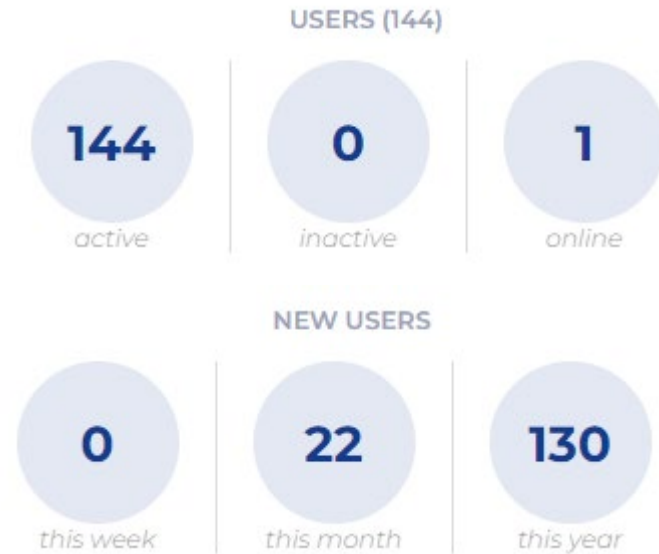 USERS (144)
144 0 1
active inactive online
NEW USERS
0 22 130
this week this month this year